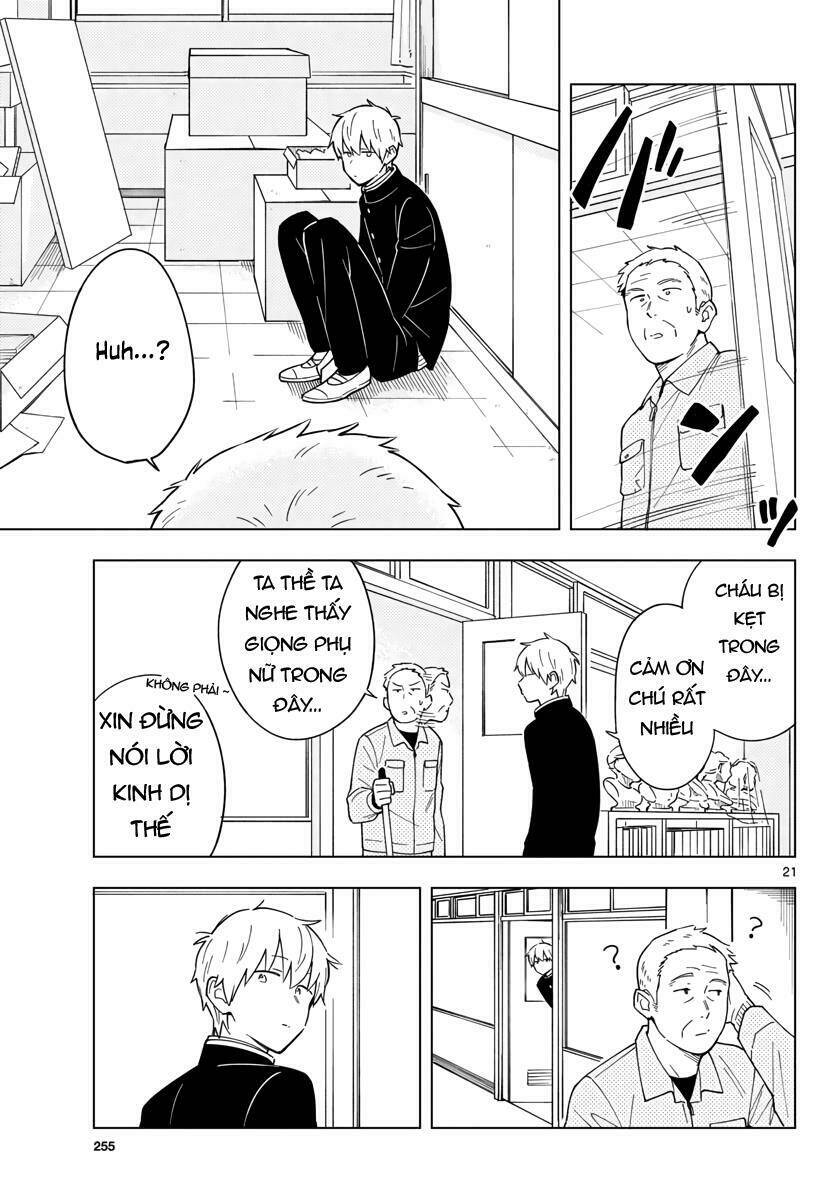 Huh...?
CHÁU BỊ
KẸT
TRONG
ĐÂY...
CẢM ƠN
CHÚ RẤT
NHIỀU
TA THỀ TA
NGHE THẤY
GIỌNG PHỤ
NỮ TRONG
ĐÂY...
KHÔNG PHẢI ~
XIN ĐỪNG
NÓI LỜI
KINH DỊ
THẾ
21
?
?
255